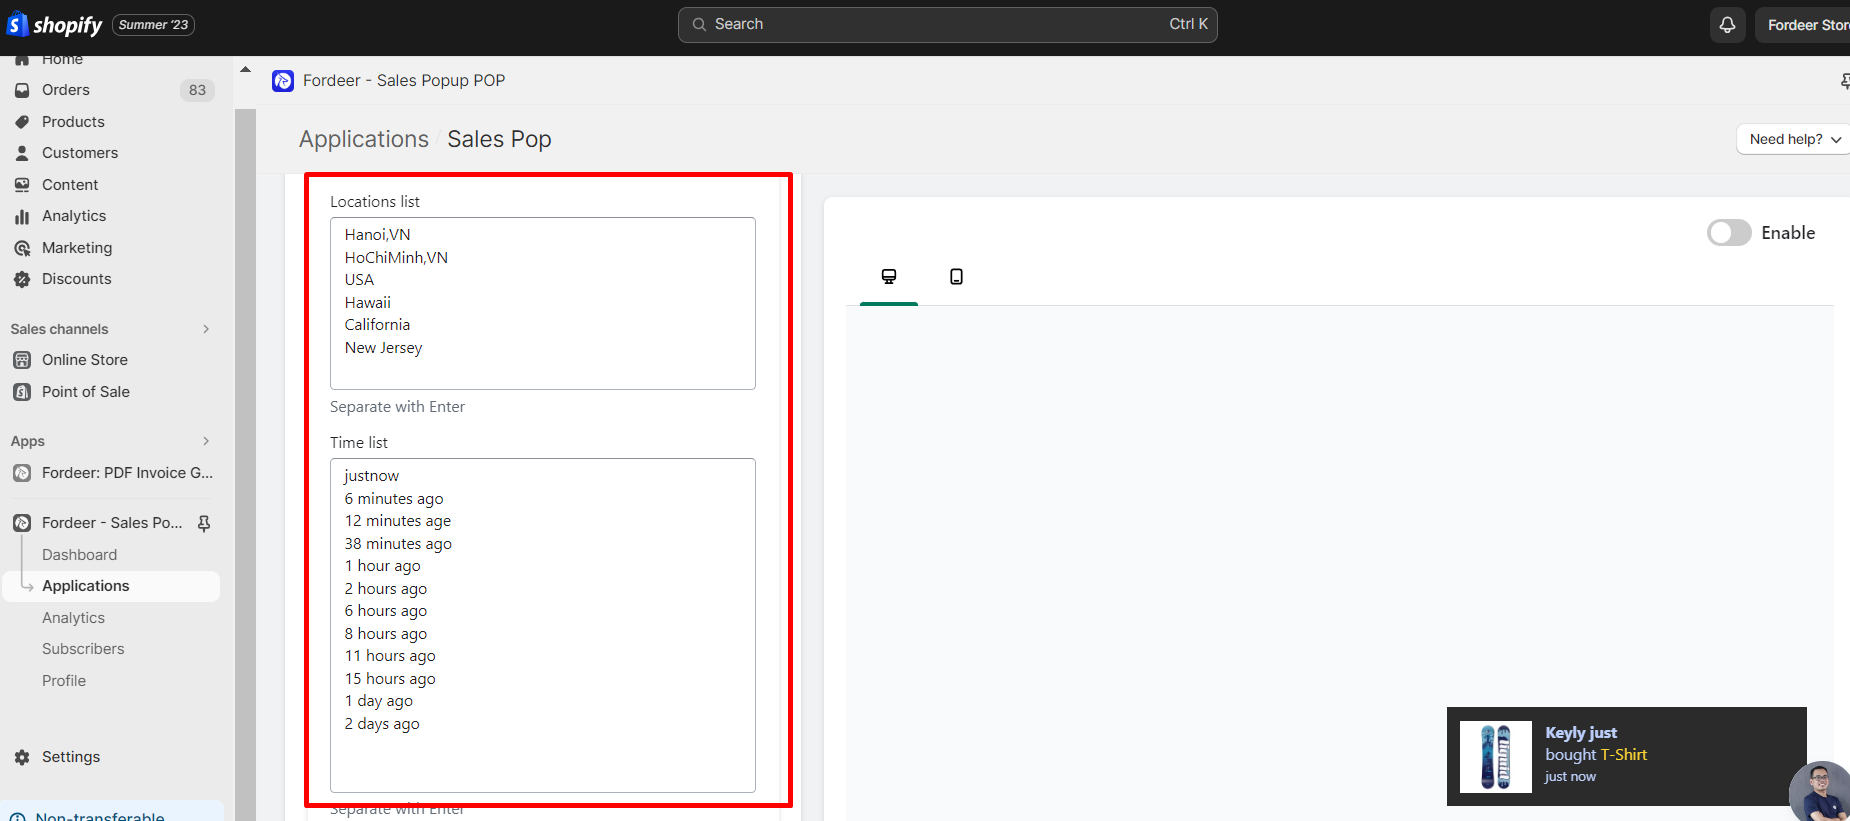 shopify
Summer '23
Search
Ctrl K
Fordeer Stor
Home
Orders
83
Products
Customers
Content
Analytics
Marketing
Discounts
Sales channels
Online Store
Point of Sale
Apps
Fordeer: PDF Invoice G...
Fordeer - Sales Po...
Dashboard
Applications
Analytics
Subscribers
Profile
Settings
Non-transferable
Fordeer - Sales Popup POP
Applications / Sales Pop
Need help?
Locations list
Hanoi,VN
HoChiMinh,VN
USA
Hawaii
California
New Jersey
Separate with Enter
Time list
justnow
6 minutes ago
12 minutes age
38 minutes ago
1 hour ago
2 hours ago
6 hours ago
8 hours ago
11 hours ago
15 hours ago
1 day ago
2 days ago
Separate with Enter
Enable
Keyly just
bought T-Shirt
just now